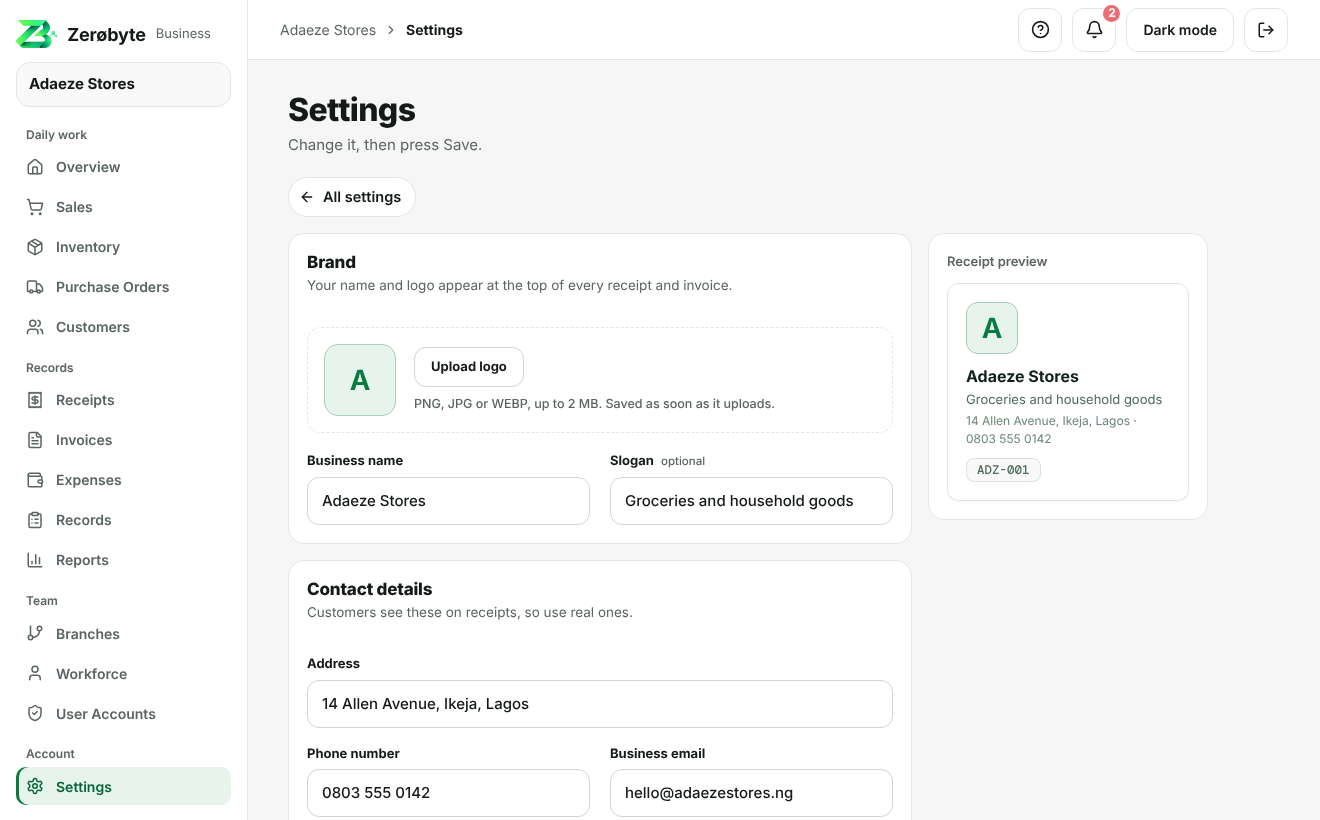 Zerøbyte Business
Adaeze Stores
Daily work
Overview
Sales
Inventory
Purchase Orders
Customers
Records
Receipts
Invoices
Expenses
Records
Reports
Team
Branches
Workforce
User Accounts
Account
Settings
Adaeze Stores > Settings
2
Dark mode
Settings
Change it, then press Save.
All settings
Brand
Your name and logo appear at the top of every receipt and invoice.
A
Upload logo
PNG, JPG or WEBP, up to 2 MB. Saved as soon as it uploads.
Business name
Adaeze Stores
Slogan optional
Groceries and household goods
Contact details
Customers see these on receipts, so use real ones.
Address
14 Allen Avenue, Ikeja, Lagos
Phone number
0803 555 0142
Business email
hello@adaezestores.ng
Receipt preview
A
Adaeze Stores
Groceries and household goods
14 Allen Avenue, Ikeja, Lagos ·
0803 555 0142
ADZ-001